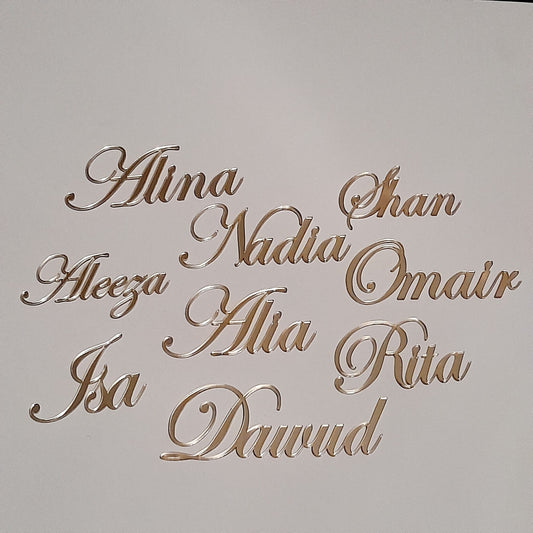 Alina
Shan
Nadia
Aleeza
Omair
Alia
Isa
Rita
Dawud